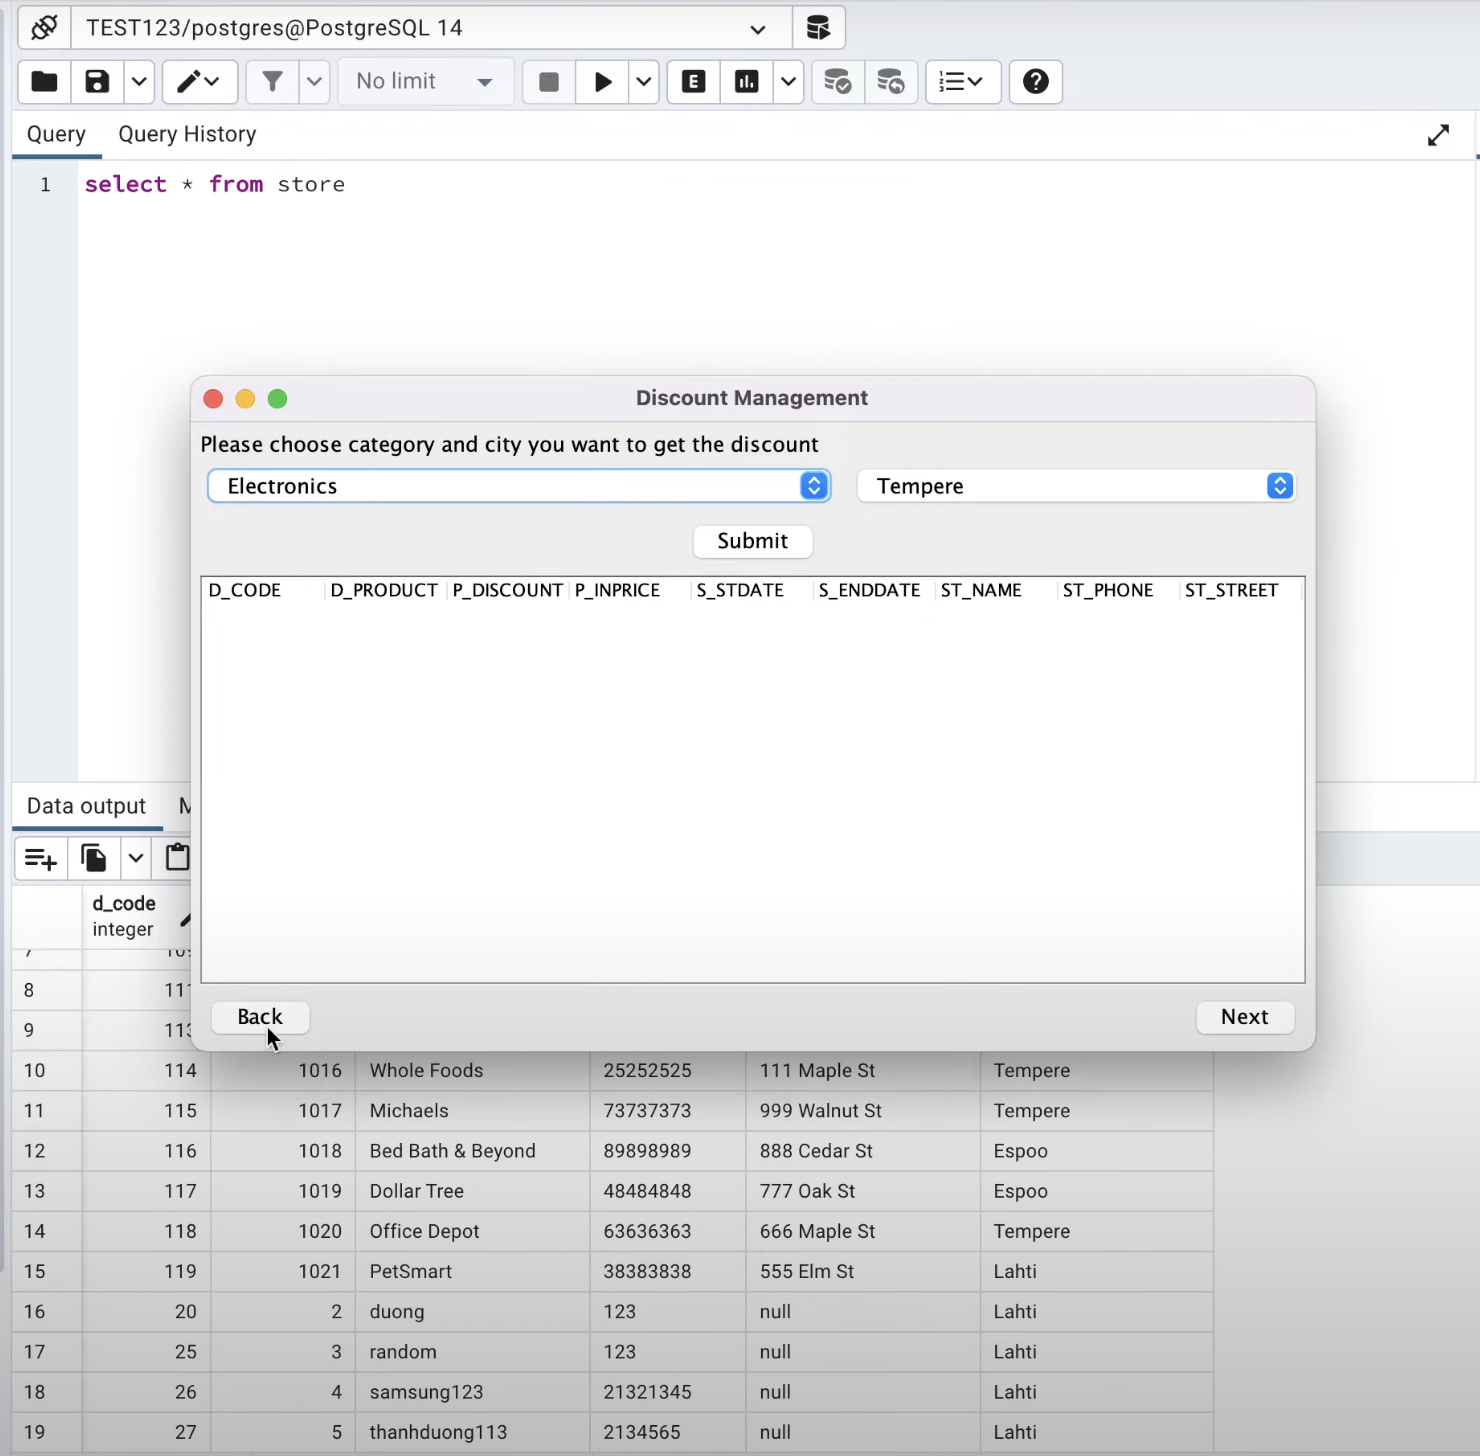 TEST123/postgres@PostgreSQL 14
No limit
E
Query Query History
1 select * from store
Discount Management
Please choose category and city you want to get the discount
Electronics Tempere
Submit
D_CODE D_PRODUCT P_DISCOUNT P_INPRICE S_STDATE S_ENDDATE ST_NAME ST_PHONE ST_STREET
Data output
d_code
integer
8
9
Back Next
10 114 1016 Whole Foods 25252525 111 Maple St Tempere
11 115 1017 Michaels 73737373 999 Walnut St Tempere
12 116 1018 Bed Bath & Beyond 89898989 888 Cedar St Espoo
13 117 1019 Dollar Tree 48484848 777 Oak St Espoo
14 118 1020 Office Depot 63636363 666 Maple St Tempere
15 119 1021 PetSmart 38383838 555 Elm St Lahti
16 20 2 duong 123 null Lahti
17 25 3 random 123 null Lahti
18 26 4 samsung123 21321345 null Lahti
19 27 5 thanhduong113 2134565 null Lahti